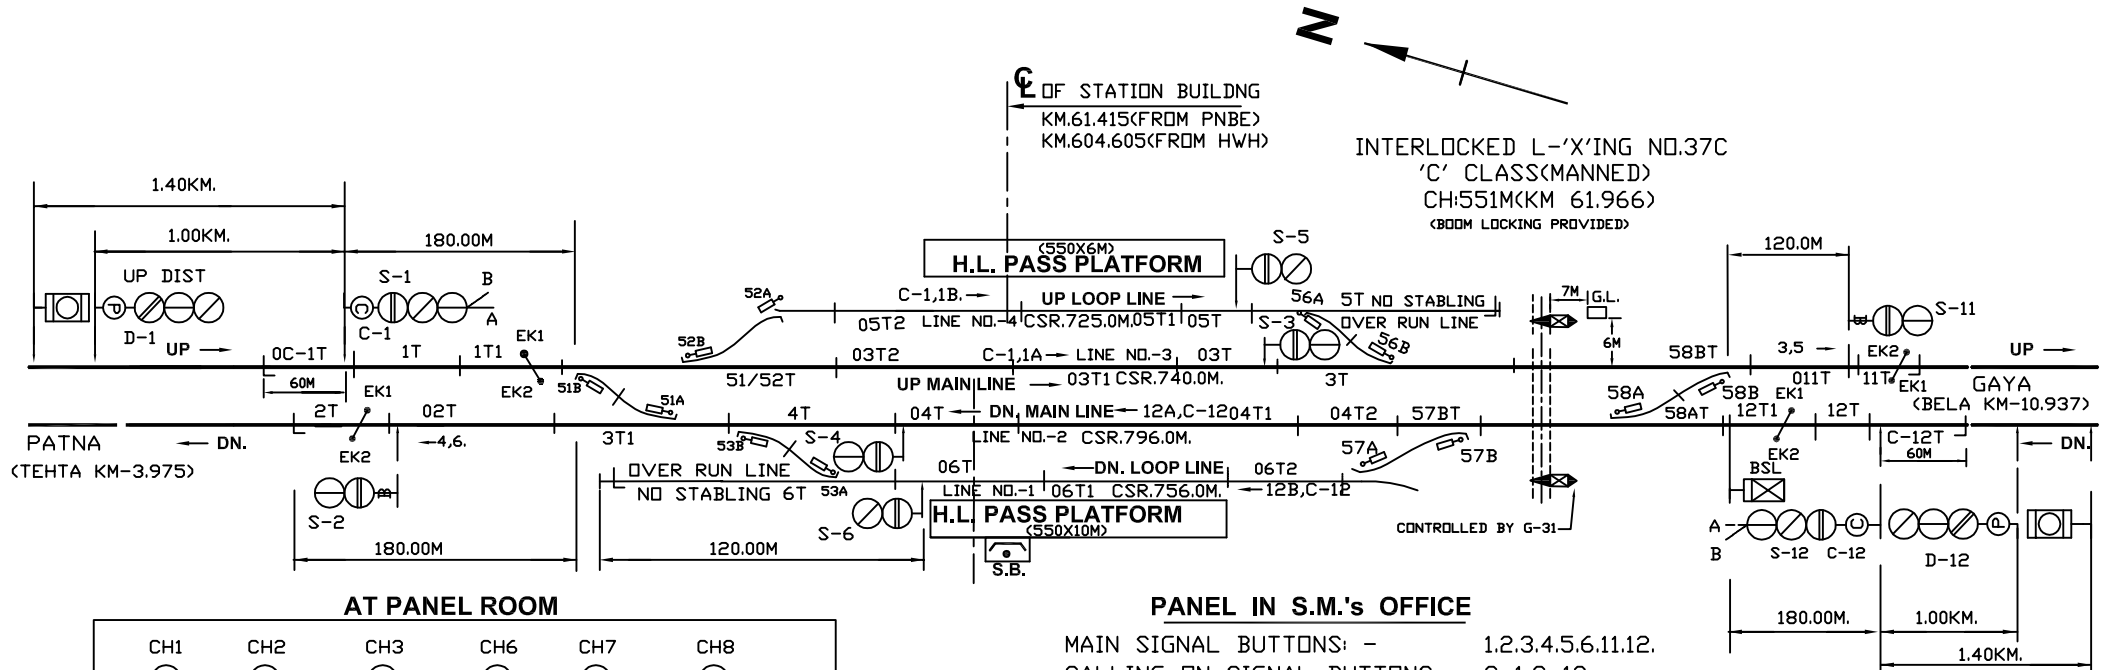 N
℄ OF STATION BUILDNG
KM.61.415(FROM PNBE)
KM.604.605(FROM HWH)
INTERLOCKED L-'X'ING NO.37C
'C' CLASS(MANNED)
CH:551M(KM 61.966)
(BOOM LOCKING PROVIDED)
1.40KM.
1.00KM.
180.00M
120.0M
(550X6M)
H.L. PASS PLATFORM
S-5
UP DIST
S-1
B
A
P
C
D-1
C-1
52A
C-1,1B.
UP LOOP LINE
56A
5T NO STABLING
7M
G.L.
S-11
B
05T2
LINE NO.-4
CSR.725.0M.
05T1
05T
S-3
OVER RUN LINE
6M
UP
0C-1T
1T
1T1
EK1
52B
03T2
C-1,1A
LINE NO.-3
03T
56B
58BT
3,5
EK2
UP
60M
EK1
EK2
51B
51/52T
UP MAIN LINE
03T1
CSR.740.0M.
3T
011T
11T
EK1
GAYA
(BELA KM-10.937)
2T
02T
51A
4T
04T
DN. MAIN LINE
12A,C-12
04T1
04T2
57BT
58A
58B
58AT
EK1
12T1
12T
PATNA
(TEHTA KM-3.975)
DN.
4,6.
EK2
3T1
53B
S-4
LINE NO.-2
CSR.796.0M.
57A
57B
EK2
C-12T
60M
DN.
OVER RUN LINE
NO STABLING 6T
53A
06T
DN. LOOP LINE
06T2
BSL
LINE NO.-1
06T1
CSR.756.0M.
12B,C-12
B
S-2
S-6
H.L. PASS PLATFORM
(550X10M)
CONTROLLED BY G-31
A
B
C
P
S-12
C-12
D-12
180.00M
120.00M
S.B.
180.00M.
1.00KM.
1.40KM.
AT PANEL ROOM
CH1 CH2 CH3 CH6 CH7 CH8
PANEL IN S.M.'s OFFICE
MAIN SIGNAL BUTTONS: - 1.2.3.4.5.6.11.12.